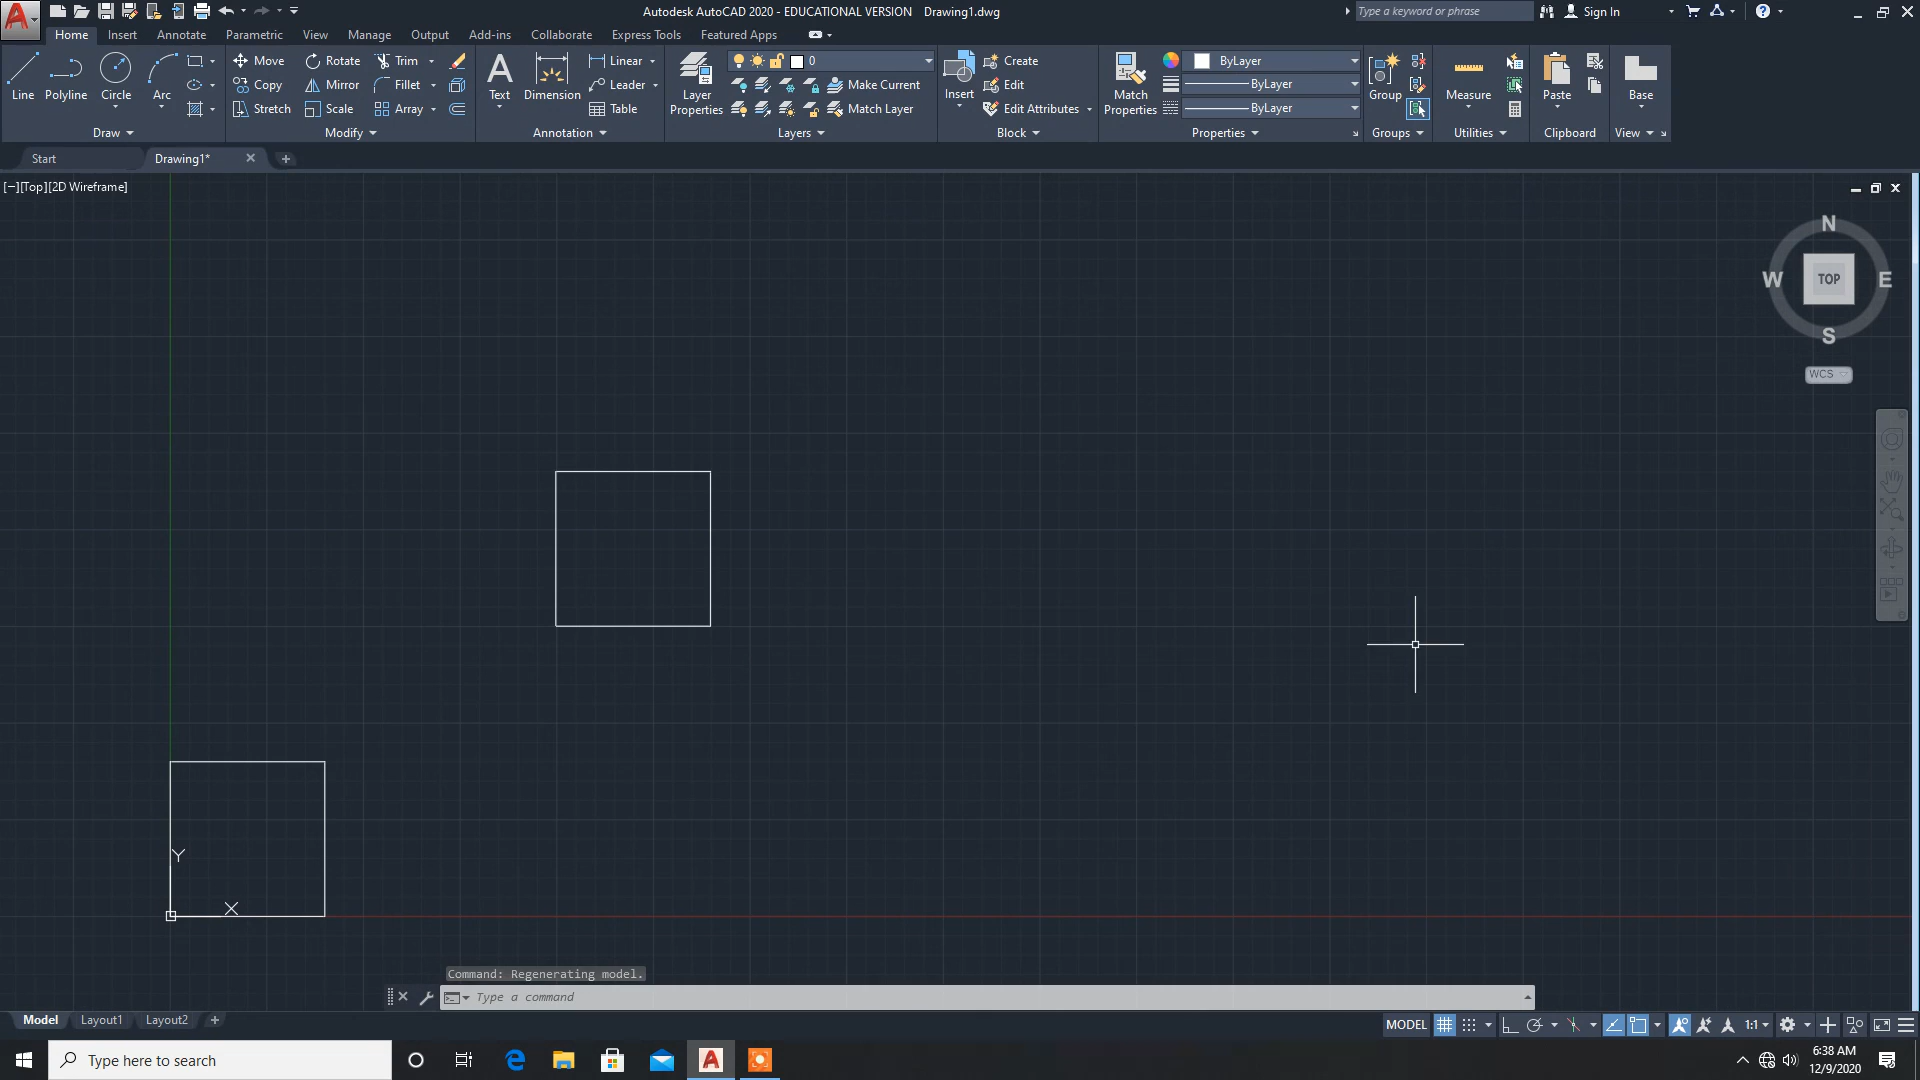 Autodesk AutoCAD 2020 - EDUCATIONAL VERSION Drawing1.dwg
Type a keyword or phrase
Sign In
Home Insert Annotate Parametric View Manage Output Add-ins Collaborate Express Tools Featured Apps
Line Polyline Circle Arc
Draw
Move Rotate Trim
Copy Mirror Fillet
Stretch Scale Array
Modify
Text Dimension
Linear
Leader
Table
Annotation
Layer Properties
0
Make Current
Match Layer
Layers
Insert
Create
Edit
Edit Attributes
Block
Match Properties
ByLayer
ByLayer
ByLayer
Properties
Group
Groups
Measure
Utilities
Paste
Clipboard
Base
View
Start Drawing1*
[−][Top][2D Wireframe]
N
W TOP E
S
WCS
Y
X
Command: Regenerating model.
Type a command
Model Layout1 Layout2
MODEL 1:1
Type here to search
6:38 AM
12/9/2020